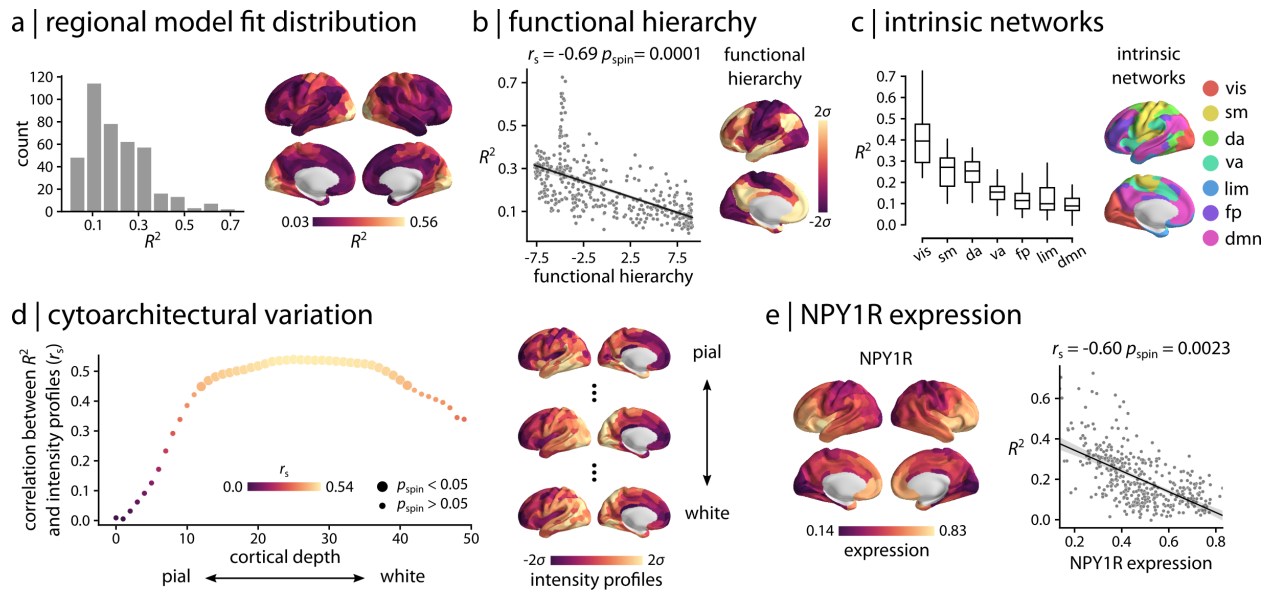 a | regional model fit distribution
count
120
100
80
60
40
20
0
0.1
0.3
0.5
0.7
R²
0.03
0.56
R²
b | functional hierarchy
rs = -0.69 pspin= 0.0001
R²
0.7
0.5
0.3
0.1
-7.5
-2.5
2.5
7.5
functional hierarchy
functional
hierarchy
2σ
-2σ
c | intrinsic networks
R²
0.7
0.6
0.5
0.4
0.3
0.2
0.1
0.0
vis
sm
da
va
fp
lim
dmn
intrinsic
networks
vis
sm
da
va
lim
fp
dmn
d | cytoarchitectural variation
correlation between R²
and intensity profiles (rs)
0.5
0.4
0.3
0.2
0.1
0.0
rs
0.0
0.54
pspin < 0.05
pspin > 0.05
0
10
20
30
40
50
cortical depth
pial
white
pial
white
-2σ
2σ
intensity profiles
e | NPY1R expression
NPY1R
0.14
0.83
expression
rs = -0.60 pspin = 0.0023
R²
0.6
0.4
0.2
0.0
0.2
0.4
0.6
0.8
NPY1R expression